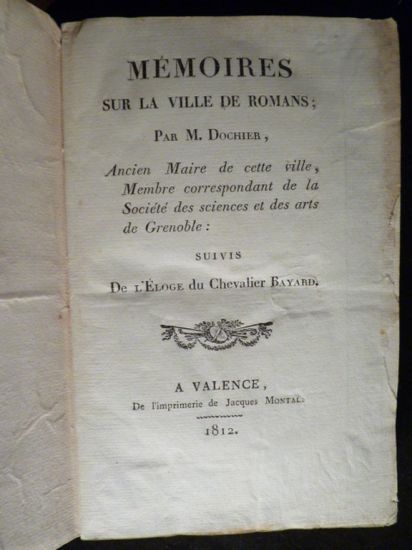 MÉMOIRES
SUR LA VILLE DE ROMANS;
PAR M. DOCHIER,
Ancien Maire de cette ville,
Membre correspondant de la
Société des sciences et des arts
de Grenoble:
SUIVIS
De L'ÉLOGE du Chevalier BAYARD.
A VALENCE,
De l'imprimerie de Jacques MONTAL.
1812.